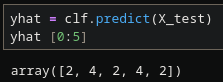 yhat = clf.predict(X_test)
yhat [0:5]
array([2, 4, 2, 4, 2])